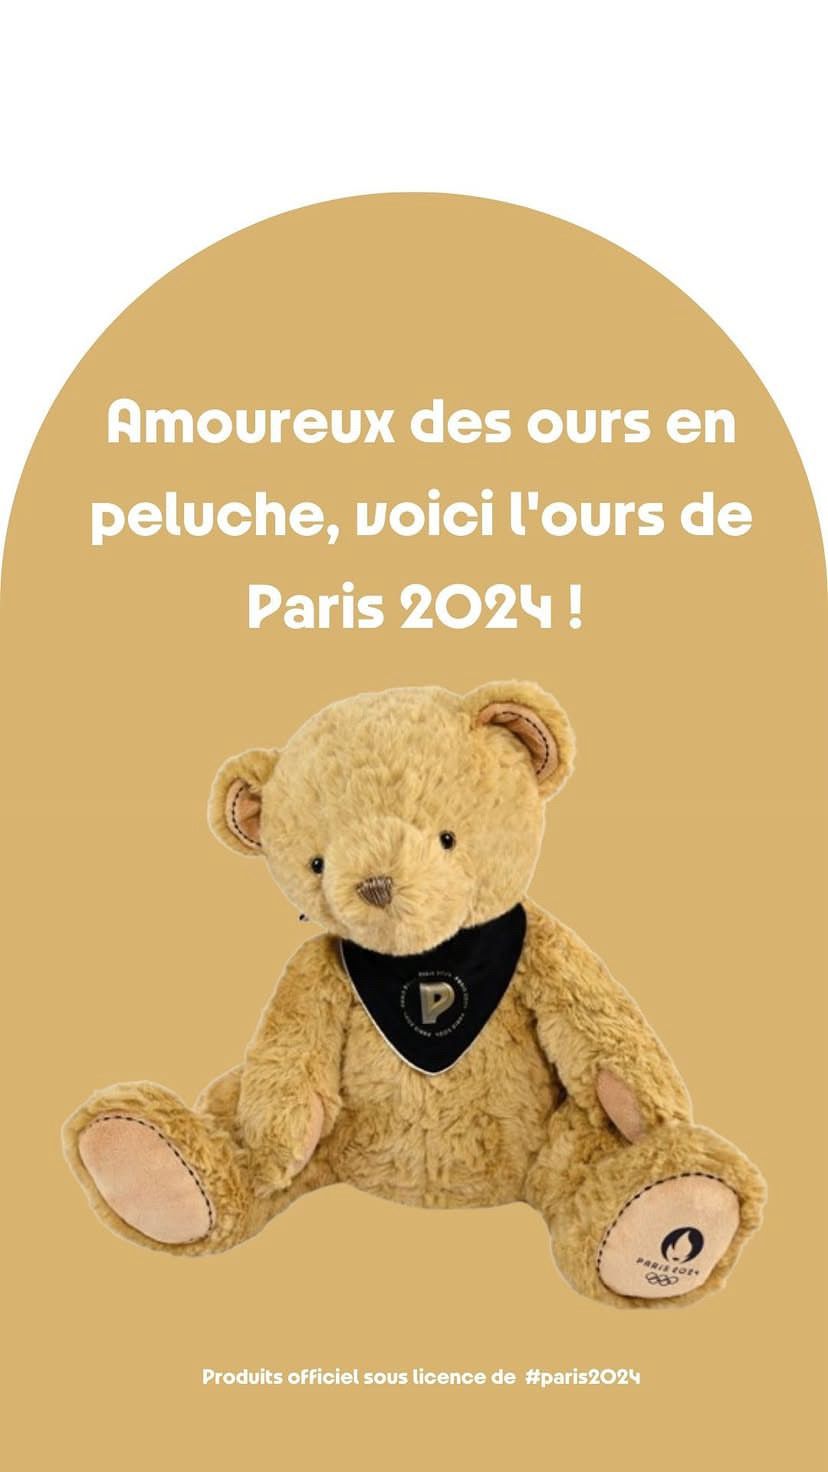 Amoureux des ours en
peluche, voici l'ours de
Paris 2024 !
P
PARIS 2024
Produits officiel sous licence de #paris2024